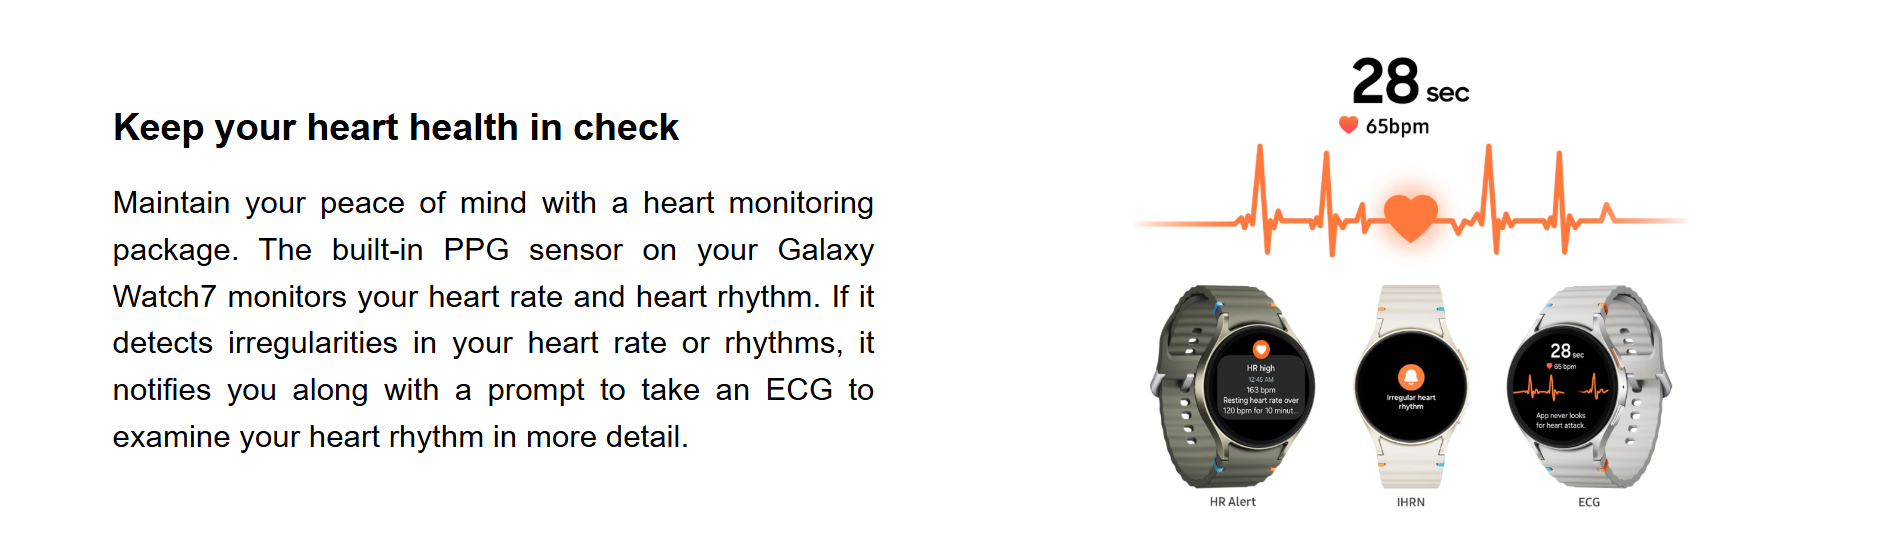 Keep your heart health in check
Maintain your peace of mind with a heart monitoring
package. The built-in PPG sensor on your Galaxy
Watch7 monitors your heart rate and heart rhythm. If it
detects irregularities in your heart rate or rhythms, it
notifies you along with a prompt to take an ECG to
examine your heart rhythm in more detail.
28 sec
65bpm
HR high
12:45 AM
163 bpm
Resting heart rate over
120 bpm for 10 minut...
HR Alert
Irregular heart
rhythm
IHRN
28 sec
65 bpm
App never looks
for heart attack.
ECG